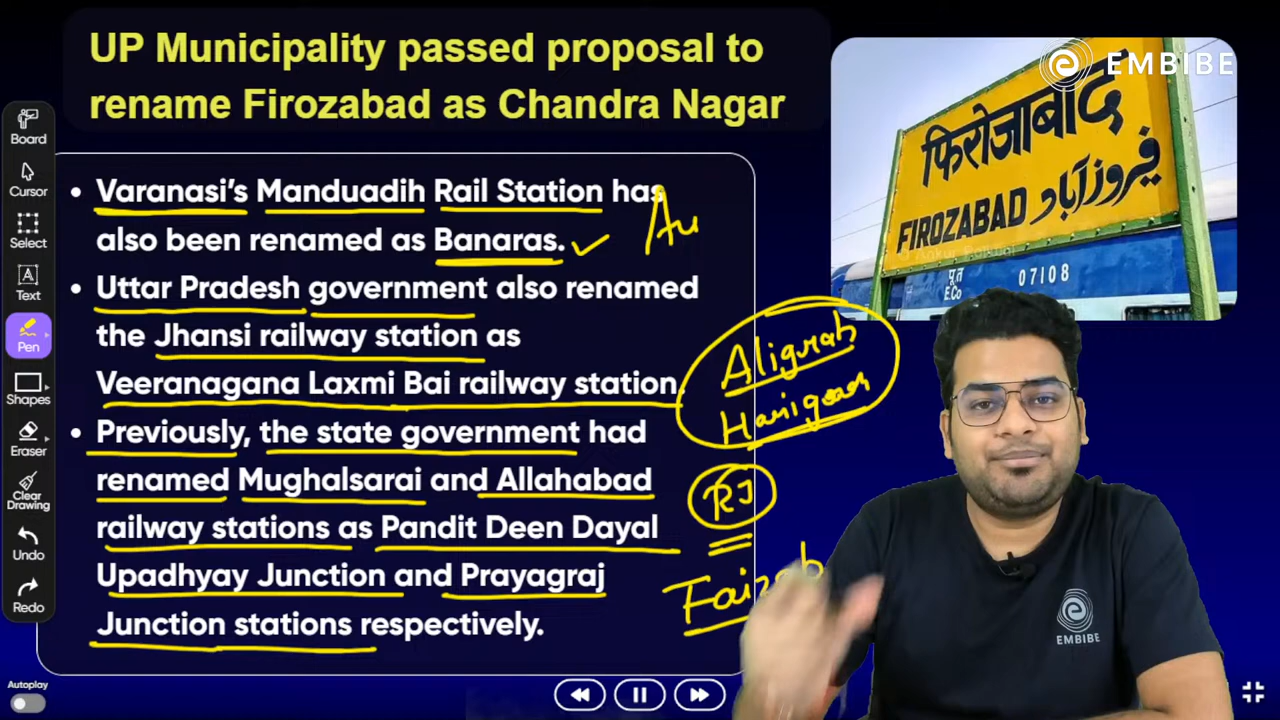 UP Municipality passed proposal to
rename Firozabad as Chandra Nagar
EMBIBE
फिरोजाबाद
FIROZABAD فیروزآباد
पूत
E.Co
07108
Board
Cursor
Select
Text
Pen
Shapes
Eraser
Clear
Drawing
Undo
Redo
• Varanasi’s Manduadih Rail Station has
also been renamed as Banaras.
• Uttar Pradesh government also renamed
the Jhansi railway station as
Veeranagana Laxmi Bai railway station.
• Previously, the state government had
renamed Mughalsarai and Allahabad
railway stations as Pandit Deen Dayal
Upadhyay Junction and Prayagraj
Junction stations respectively.
Aligrah
RJ
Faizab
EMBIBE
Autoplay